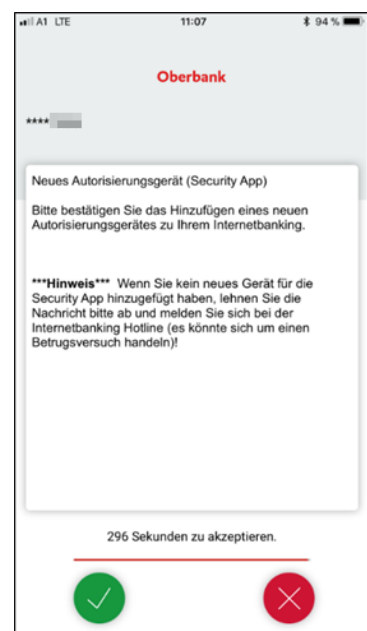 A1 LTE 11:07 94 %
Oberbank
****
Neues Autorisierungsgerät (Security App)
Bitte bestätigen Sie das Hinzufügen eines neuen
Autorisierungsgerätes zu Ihrem Internetbanking.
***Hinweis*** Wenn Sie kein neues Gerät für die
Security App hinzugefügt haben, lehnen Sie die
Nachricht bitte ab und melden Sie sich bei der
Internetbanking Hotline (es könnte sich um einen
Betrugsversuch handeln)!
296 Sekunden zu akzeptieren.